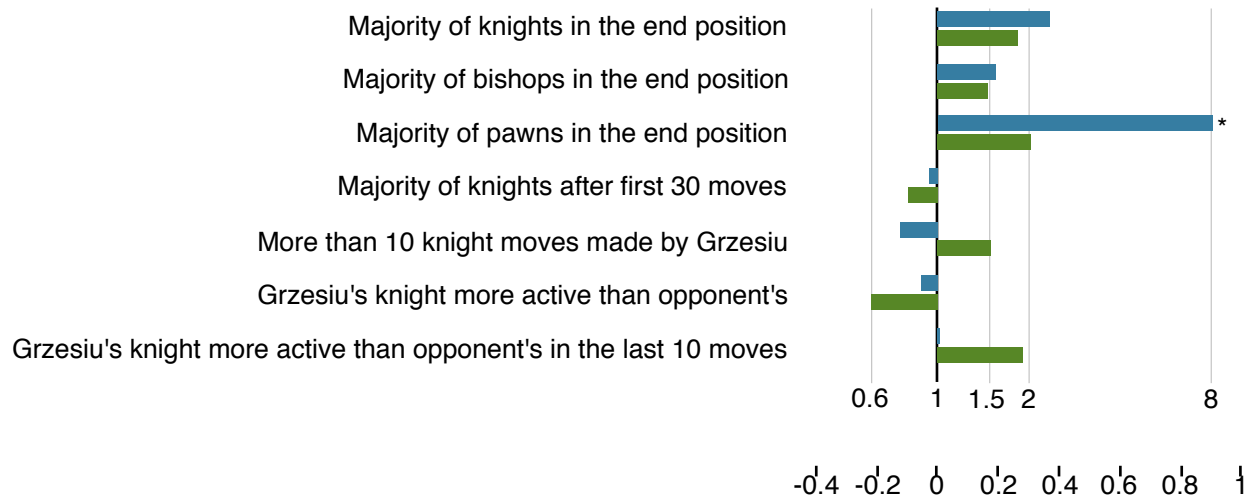 Majority of knights in the end position
Majority of bishops in the end position
Majority of pawns in the end position
*
Majority of knights after first 30 moves
More than 10 knight moves made by Grzesiu
Grzesiu's knight more active than opponent's
Grzesiu's knight more active than opponent's in the last 10 moves
0.6 1 1.5 2 8
-0.4 -0.2 0 0.2 0.4 0.6 0.8 1